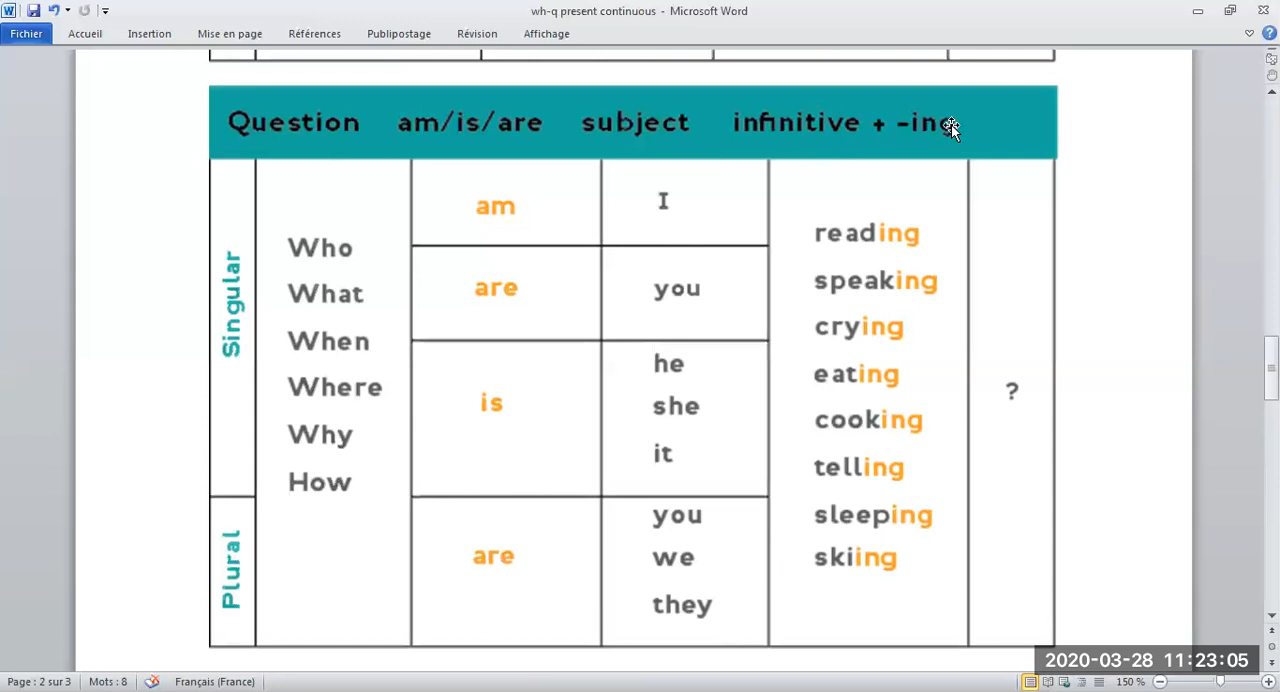 wh-q present continuous - Microsoft Word
Fichier Accueil Insertion Mise en page Références Publipostage Révision Affichage
Question am/is/are subject infinitive + -ing
Singular
Who
What
When
Where
Why
How
am
are
is
I
you
he
she
it
reading
speaking
crying
eating
cooking
telling
sleeping
skiing
?
Plural
are
you
we
they
2020-03-28 11:23:05
Page : 2 sur 3 Mots : 8 Français (France) 150 %